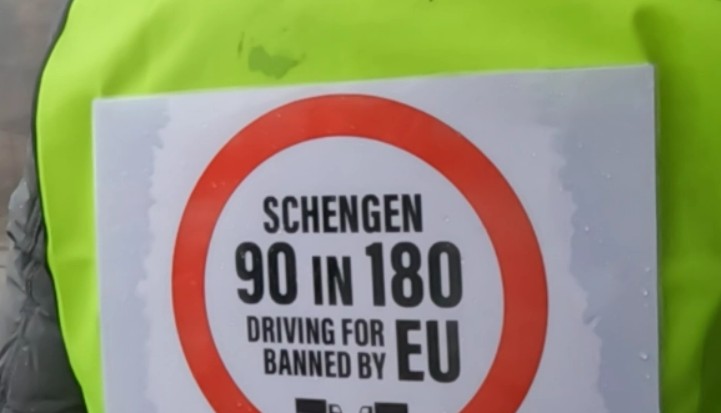 SCHENGEN
90 IN 180
DRIVING FOR
BANNED BY EU